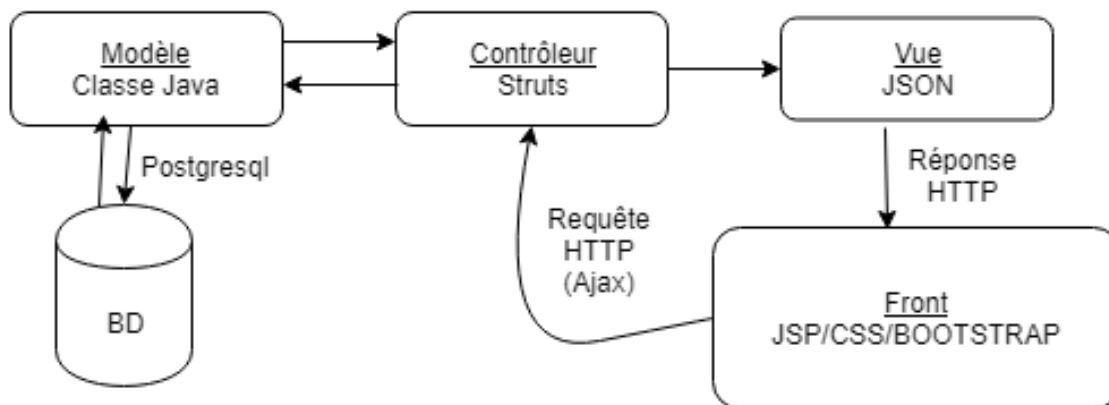 Modèle
Classe Java
Contrôleur
Struts
Vue
JSON
Postgresql
Réponse
HTTP
Requête
HTTP
(Ajax)
BD
Front
JSP/CSS/BOOTSTRAP